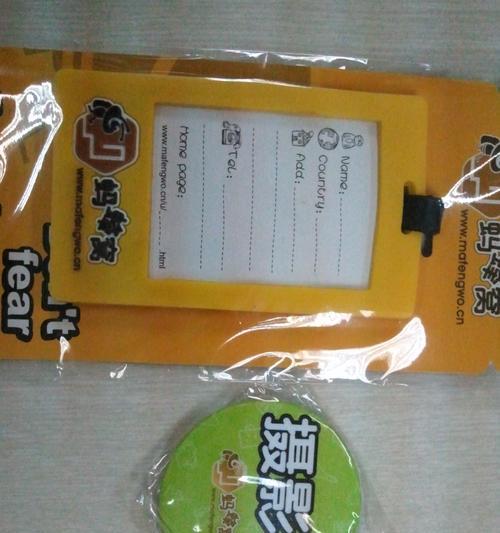 蚂蜂窝
www.mafengwo.cn
Name:
Country:
Add:
Tel:
Home page:
www.mafengwo.cn/u/______.html
蚂蜂窝
www.mafengwo.cn
't
fear
摄影
蚂蜂窝